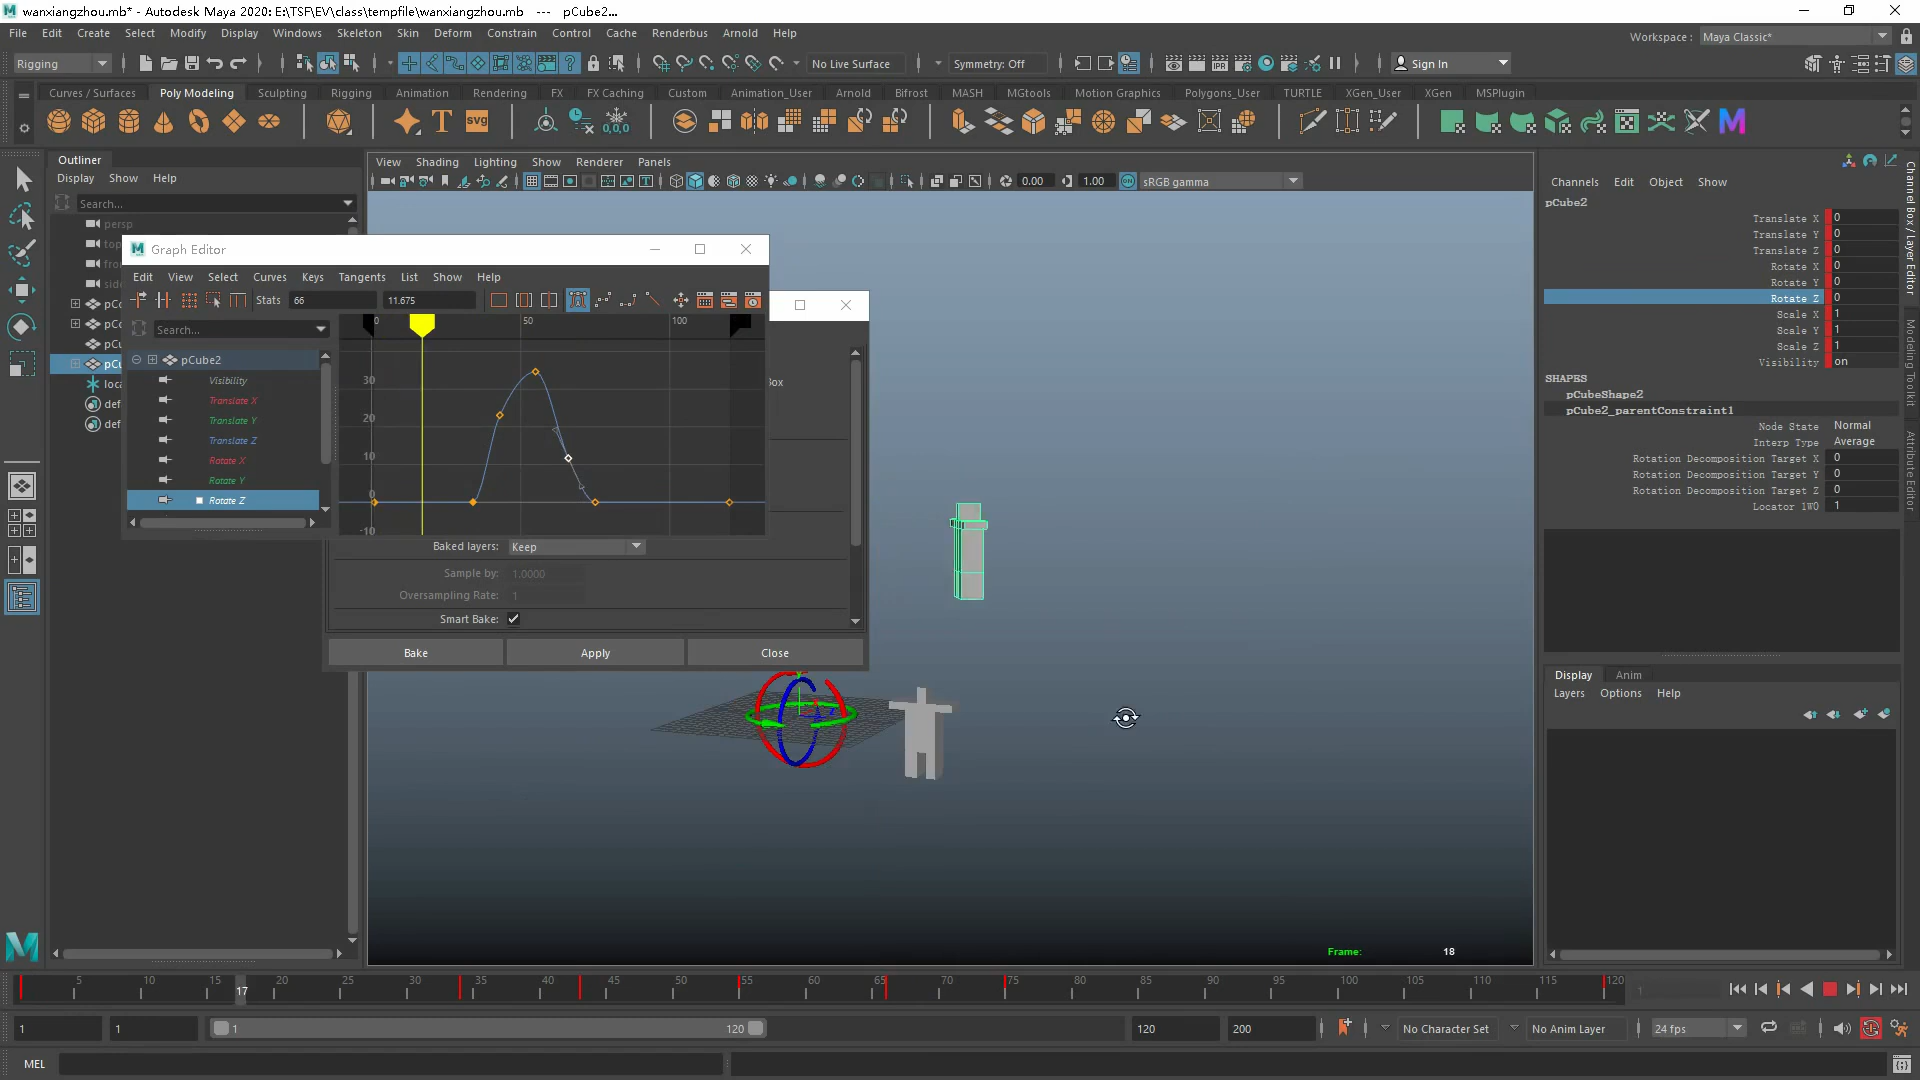 wanxiangzhou.mb* - Autodesk Maya 2020: E:\TSF\EV\class\tempfile\wanxiangzhou.mb --- pCube2...
File Edit Create Select Modify Display Windows Skeleton Skin Deform Constrain Control Cache Renderbus Arnold Help
Workspace : Maya Classic*
Rigging No Live Surface Symmetry: Off Sign In
Curves / Surfaces Poly Modeling Sculpting Rigging Animation Rendering FX FX Caching Custom Animation_User Arnold Bifrost MASH MGtools Motion Graphics Polygons_User TURTLE XGen_User XGen MSPlugin
Outliner
Display Show Help
Search...
persp
View Shading Lighting Show Renderer Panels
0.00 1.00 sRGB gamma
Graph Editor
Edit View Select Curves Keys Tangents List Show Help
Stats 66 11.675
Search...
0 50 100
pCube2
Visibility
Translate X
Translate Y
Translate Z
Rotate X
Rotate Y
Rotate Z
30
20
10
0
-10
Baked layers: Keep
Sample by: 1.0000
Oversampling Rate: 1
Smart Bake:
Bake Apply Close
Frame: 18
Channels Edit Object Show
pCube2
Translate X 0
Translate Y 0
Translate Z 0
Rotate X 0
Rotate Y 0
Rotate Z 0
Scale X 1
Scale Y 1
Scale Z 1
Visibility on
SHAPES
pCubeShape2
pCube2_parentConstraint1
Node State Normal
Interp Type Average
Rotation Decomposition Target X 0
Rotation Decomposition Target Y 0
Rotation Decomposition Target Z 0
Locator 1W0 1
Display Anim
Layers Options Help
Channel Box / Layer Editor
Modeling Toolkit
Attribute Editor
5 10 15 17 20 25 30 35 40 45 50 55 60 65 70 75 80 85 90 95 100 105 110 115 120
1 1 1 120 120 200 No Character Set No Anim Layer 24 fps
MEL